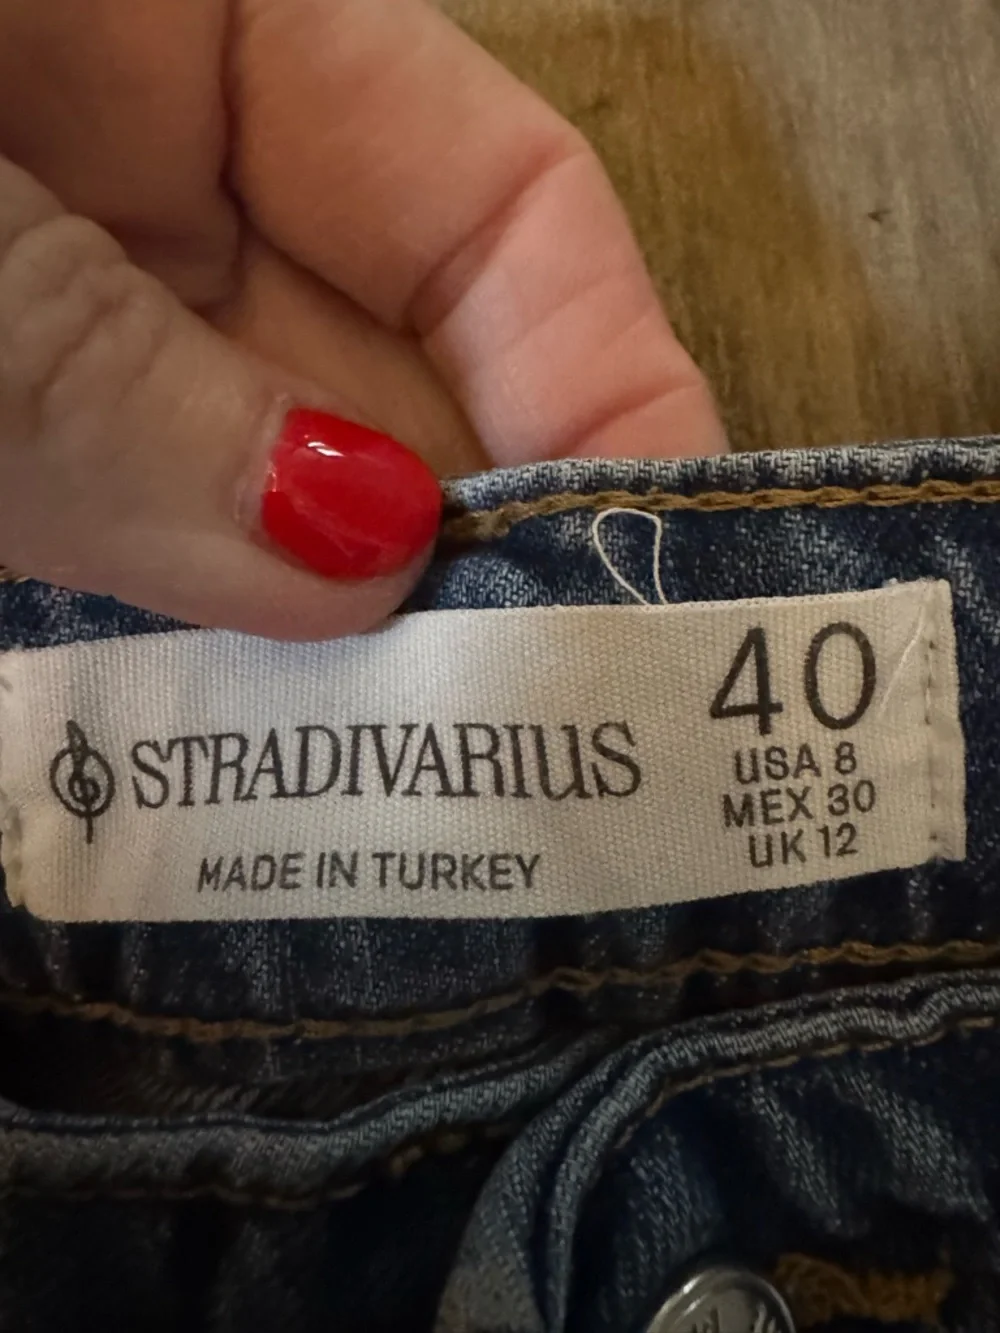 STRADIVARIUS
MADE IN TURKEY
40
USA 8
MEX 30
UK 12